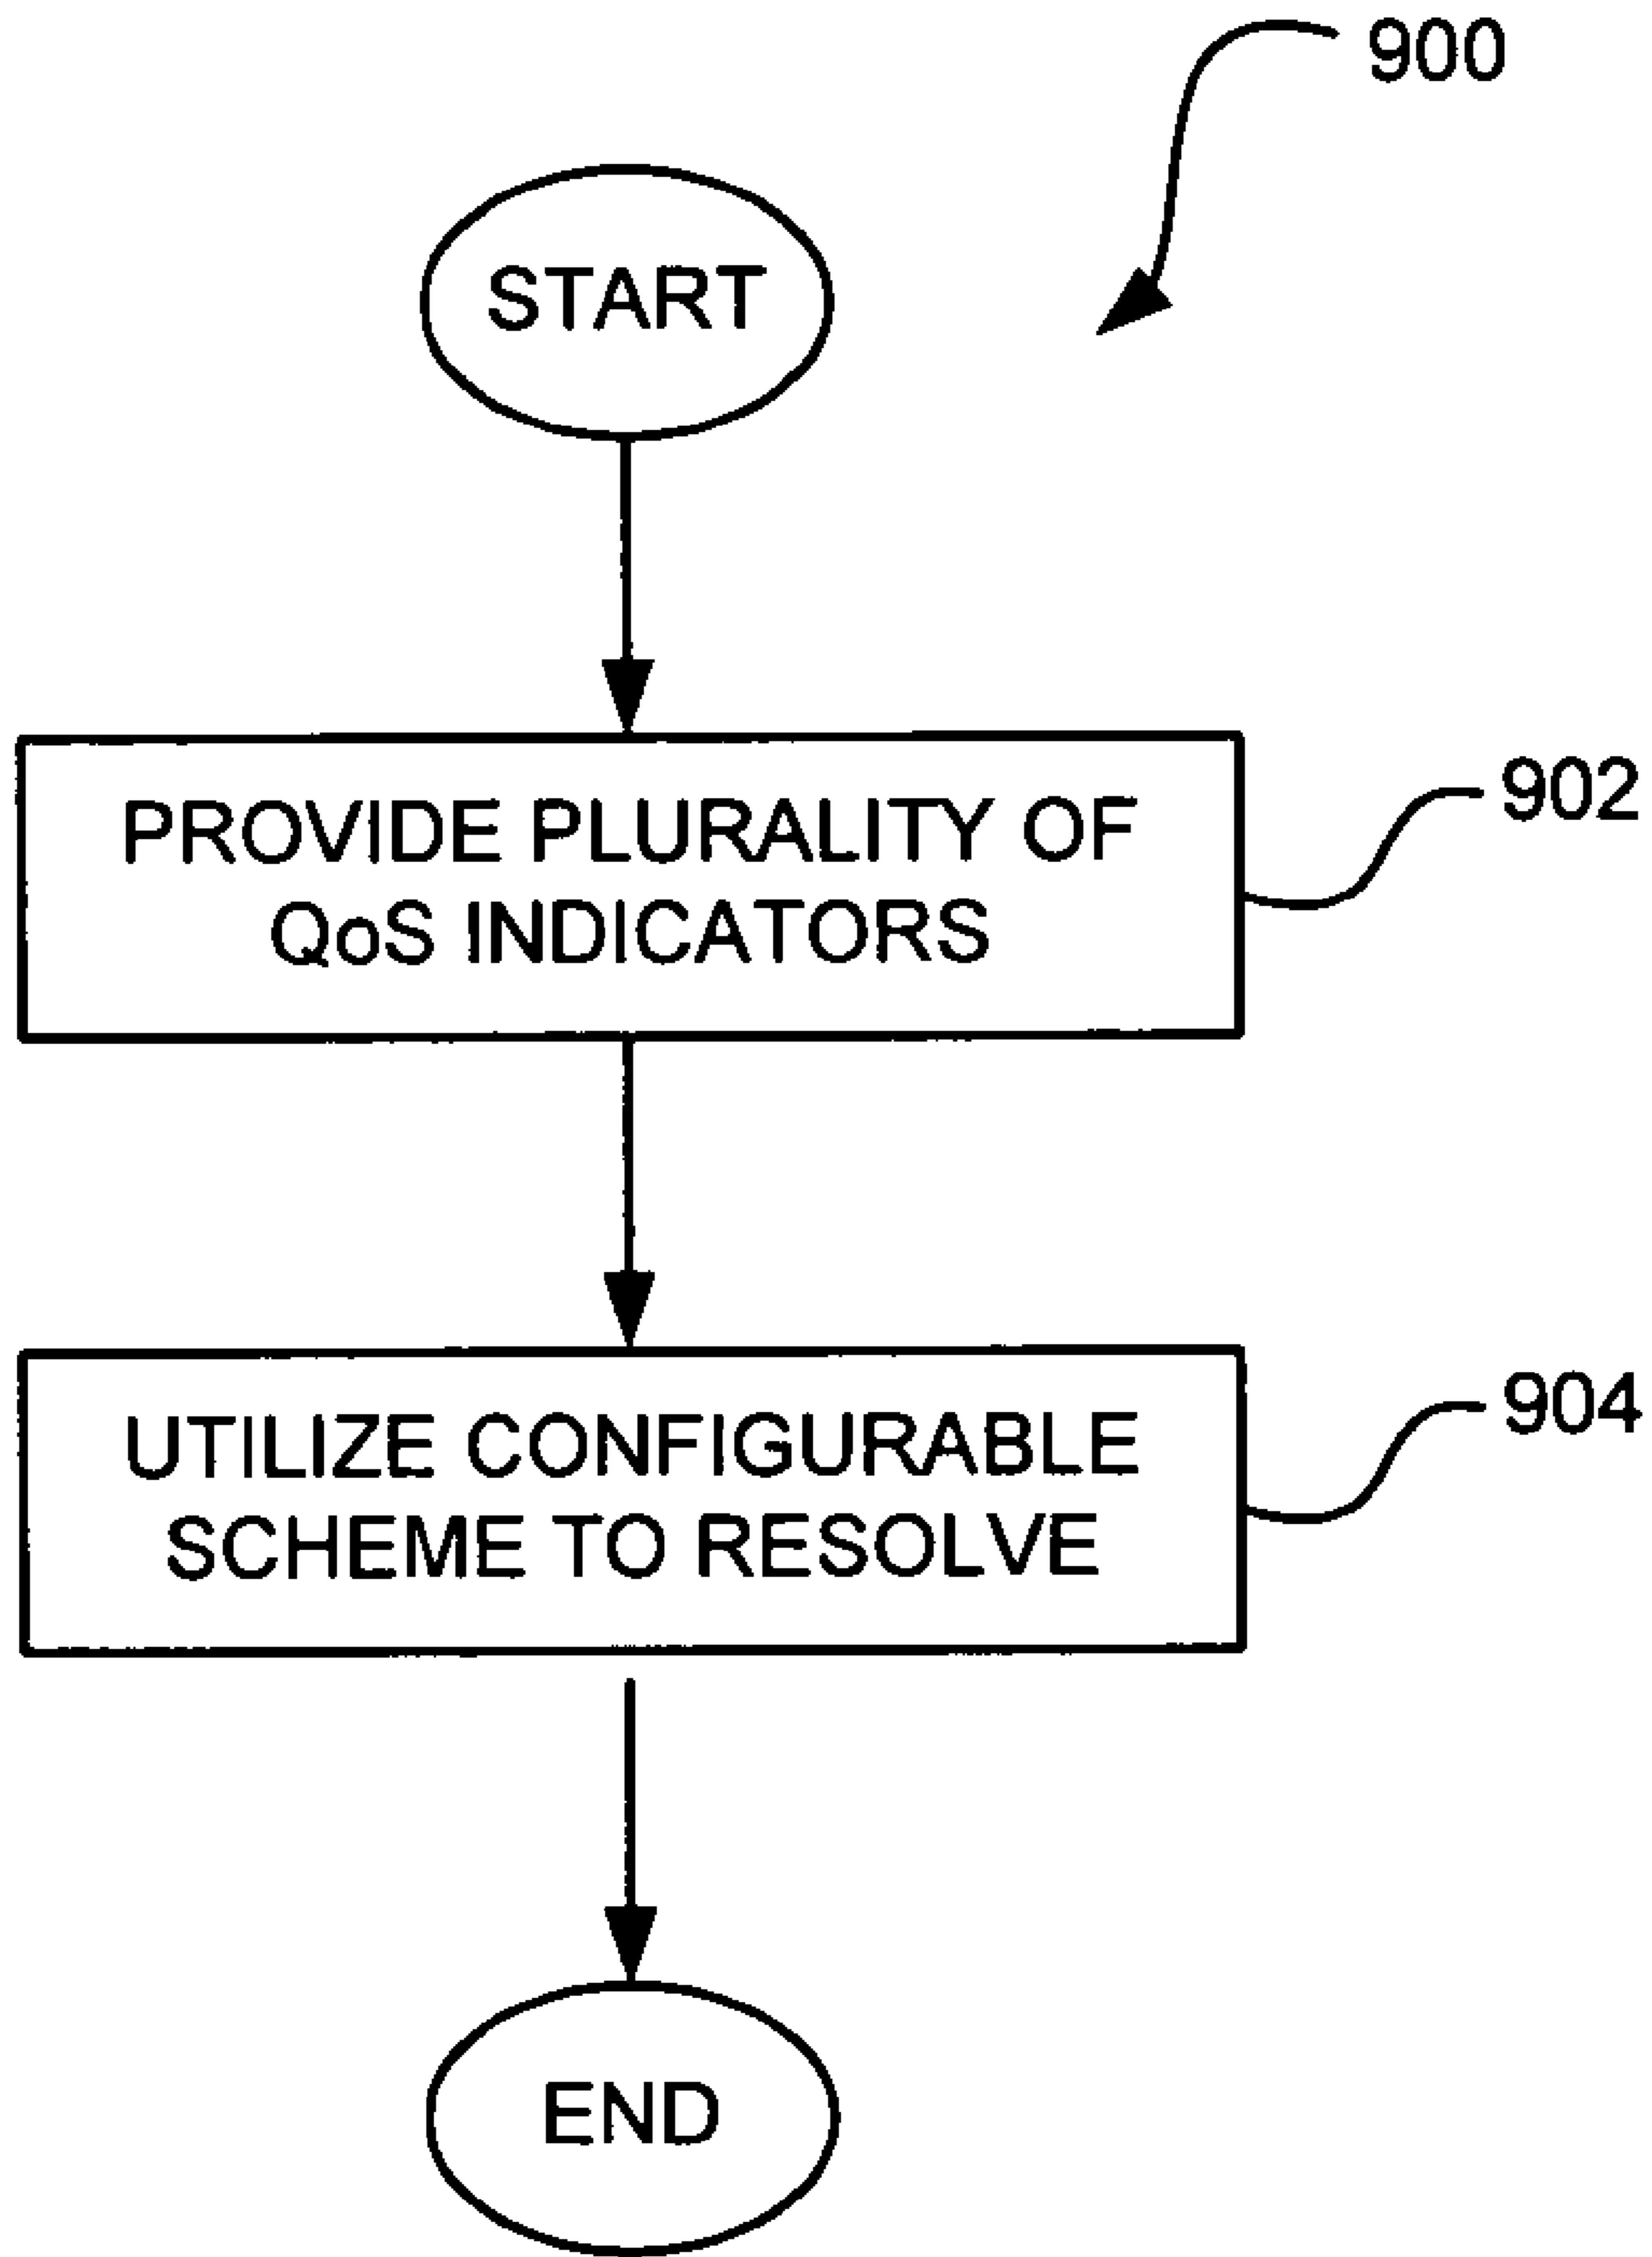 900
START
PROVIDE PLURALITY OF
QoS INDICATORS
902
UTILIZE CONFIGURABLE
SCHEME TO RESOLVE
904
END